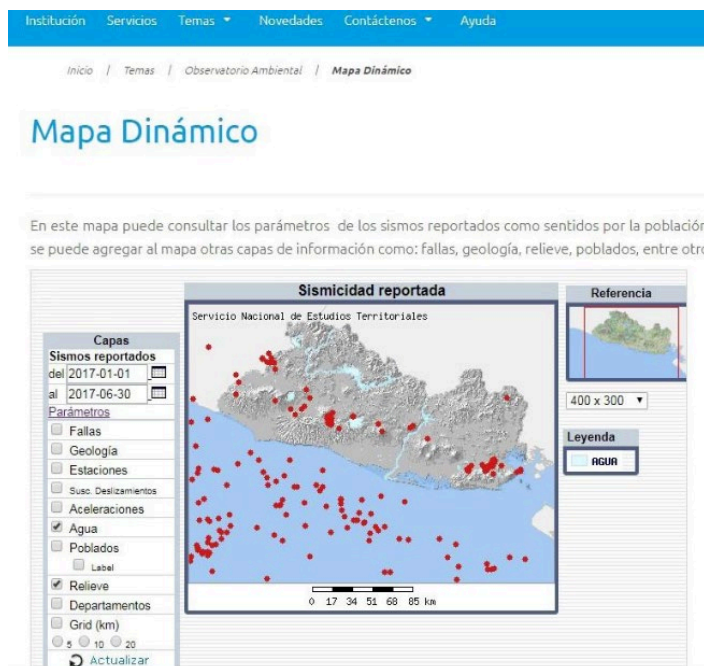 Institución Servicios Temas Novedades Contáctenos Ayuda
Inicio / Temas / Observatorio Ambiental / Mapa Dinámico
Mapa Dinámico
En este mapa puede consultar los parámetros de los sismos reportados como sentidos por la población
se puede agregar al mapa otras capas de información como: fallas, geología, relieve, poblados, entre otro
Sismicidad reportada
Servicio Nacional de Estudios Territoriales
0 17 34 51 68 85 km
Capas
Sismos reportados
del 2017-01-01
al 2017-06-30
Parámetros
Fallas
Geología
Estaciones
Susc. Deslizamientos
Aceleraciones
Agua
Poblados
Label
Relieve
Departamentos
Grid (km)
5 10 20
Actualizar
Referencia
400 x 300
Leyenda
AGUA